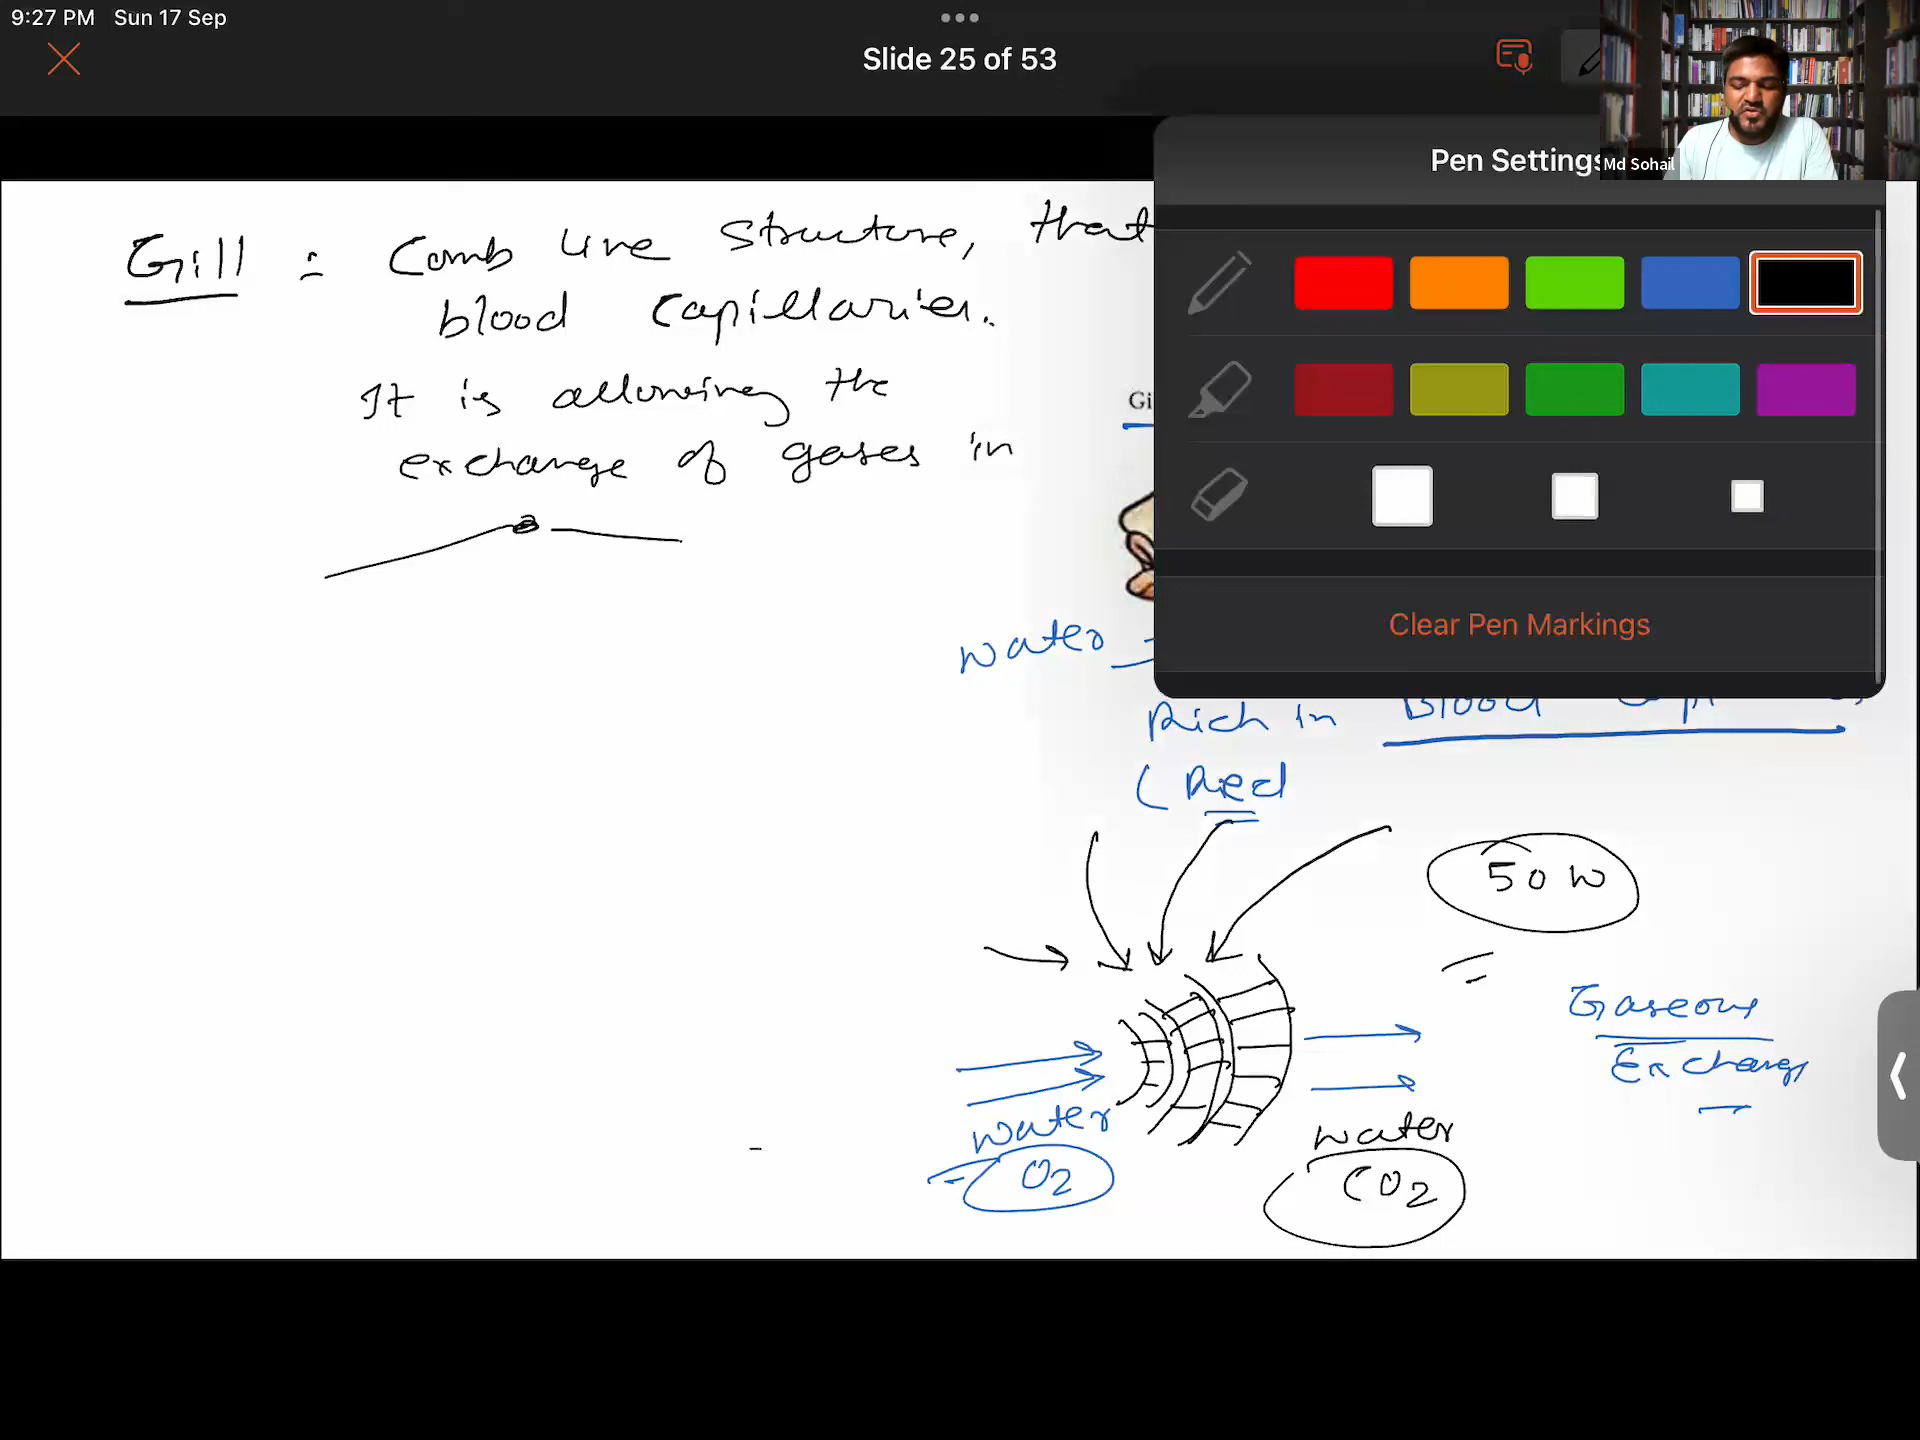 9:27 PM Sun 17 Sep
Slide 25 of 53
Pen Settings
Md Sohail
Gill : Comb like structure, that
blood capillaries.
It is allowing the
exchange of gases in
Gi
Clear Pen Markings
water
Rich in Blood
(Red
50 W
Gaseous
Exchange
water
O2
water
CO2